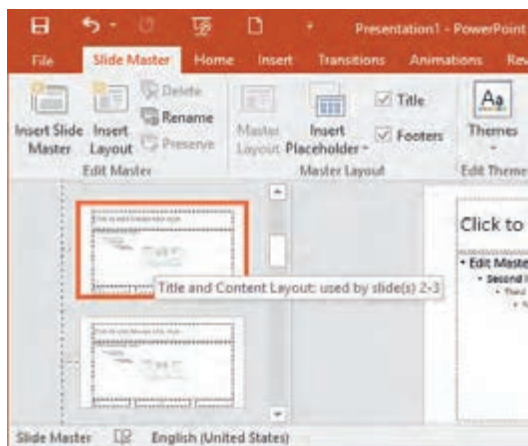 Presentation1 - PowerPoint
File Slide Master Home Insert Transitions Animations Rev
Insert Slide Master
Insert Layout
Delete
Rename
Preserve
Edit Master
Master Layout
Insert Placeholder
Title
Footers
Master Layout
Aa
Themes
Edit Theme
Click to
Title and Content Layout: used by slide(s) 2-3
• Edit Maste
• Second
• Third
Slide Master English (United States)